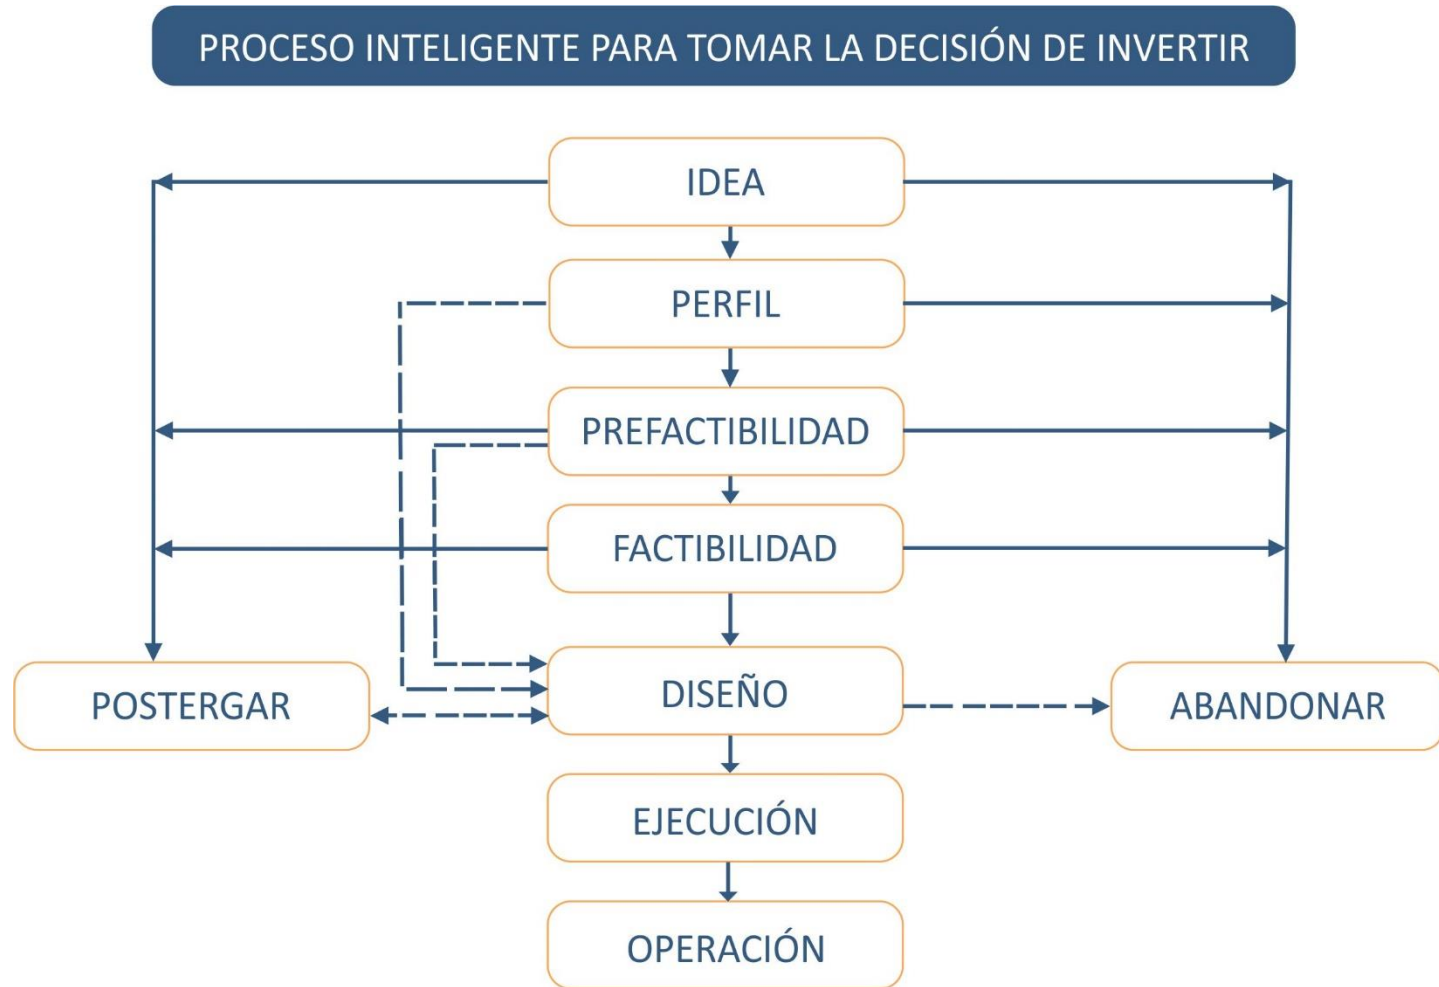 PROCESO INTELIGENTE PARA TOMAR LA DECISIÓN DE INVERTIR
IDEA
PERFIL
PREFACTIBILIDAD
FACTIBILIDAD
POSTERGAR
DISEÑO
ABANDONAR
EJECUCIÓN
OPERACIÓN